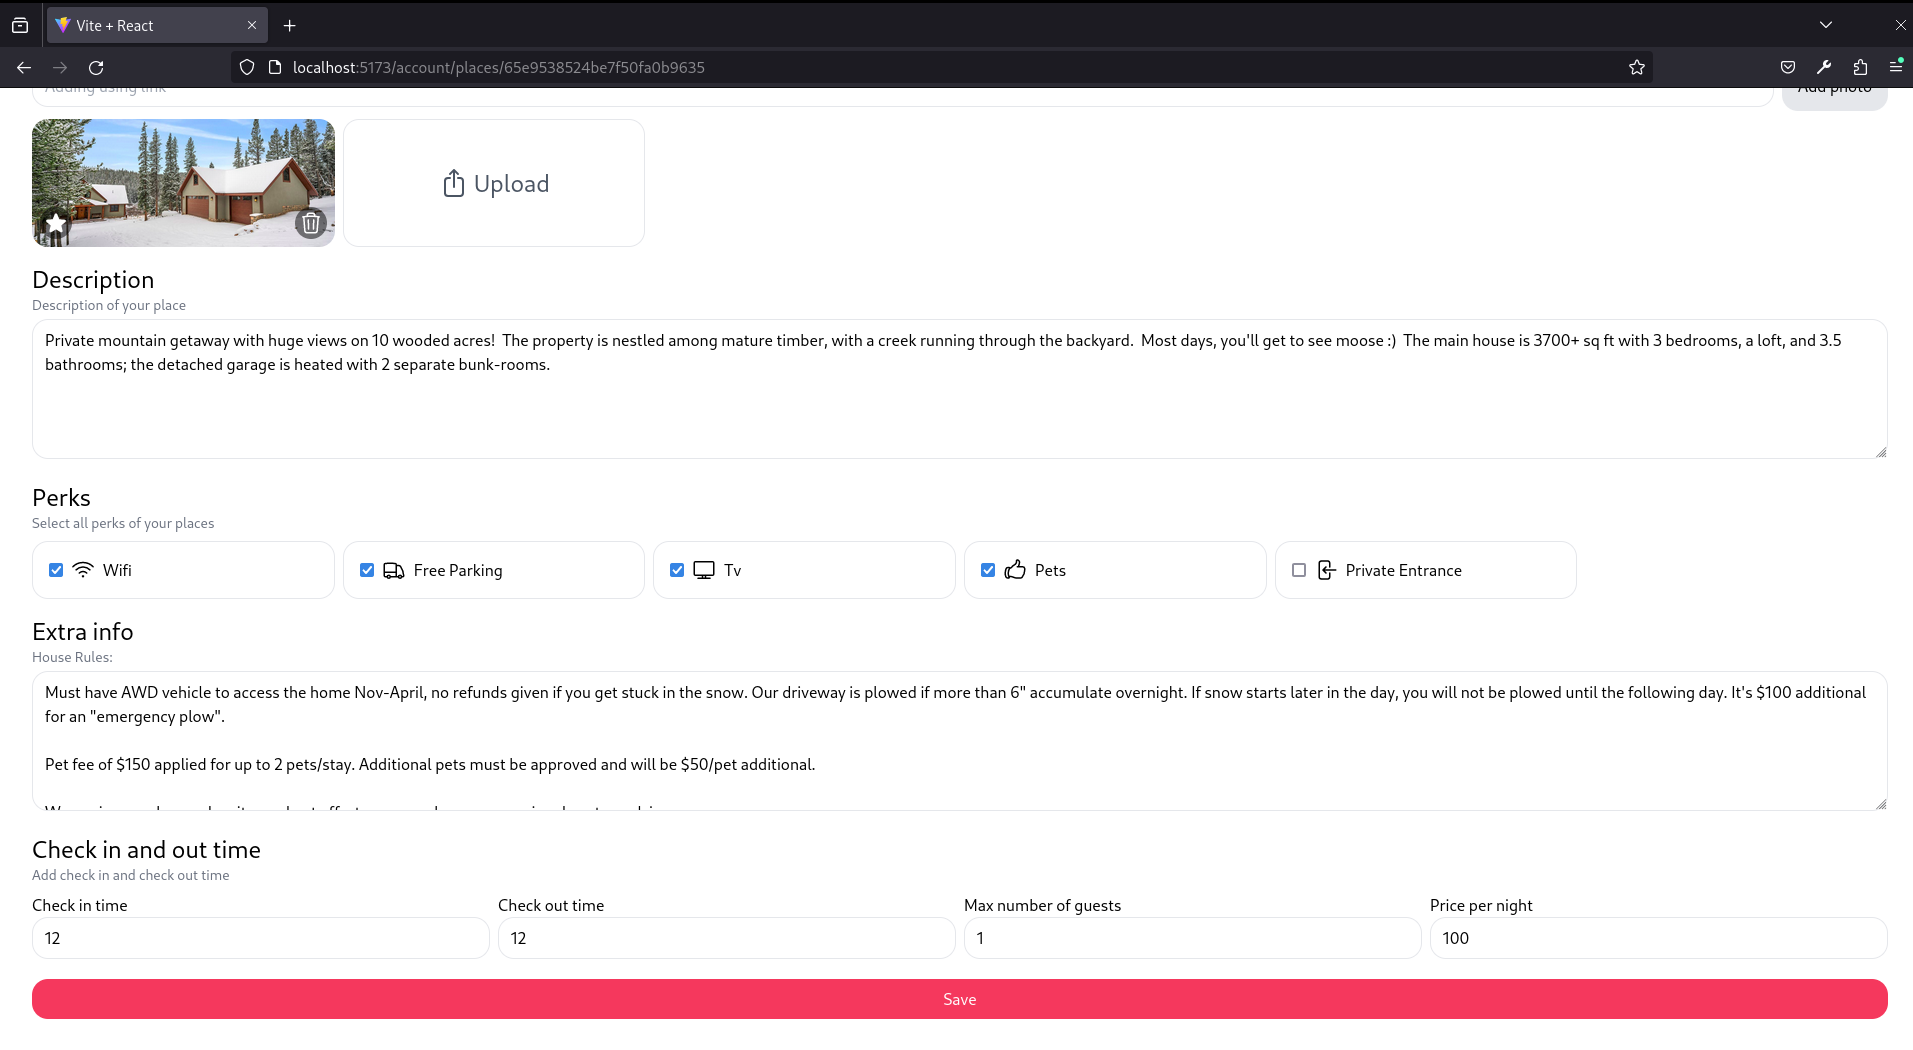 Vite + React
localhost:5173/account/places/65e9538524be7f50fa0b9635
Adding using link
Add photo
Upload
Description
Description of your place
Private mountain getaway with huge views on 10 wooded acres!  The property is nestled among mature timber, with a creek running through the backyard.  Most days, you'll get to see moose :)  The main house is 3700+ sq ft with 3 bedrooms, a loft, and 3.5
bathrooms; the detached garage is heated with 2 separate bunk-rooms.
Perks
Select all perks of your places
Wifi
Free Parking
Tv
Pets
Private Entrance
Extra info
House Rules:
Must have AWD vehicle to access the home Nov-April, no refunds given if you get stuck in the snow. Our driveway is plowed if more than 6" accumulate overnight. If snow starts later in the day, you will not be plowed until the following day. It's $100 additional
for an "emergency plow".
Pet fee of $150 applied for up to 2 pets/stay. Additional pets must be approved and will be $50/pet additional.
Check in and out time
Add check in and check out time
Check in time
Check out time
Max number of guests
Price per night
12
12
1
100
Save